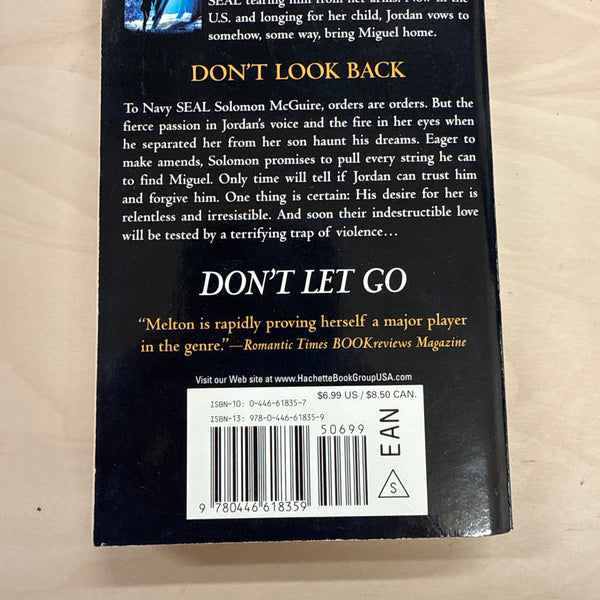 SEAL tearing him from her arms. Now in the
U.S. and longing for her child, Jordan vows to
somehow, some way, bring Miguel home.
DON'T LOOK BACK
To Navy SEAL Solomon McGuire, orders are orders. But the
fierce passion in Jordan's voice and the fire in her eyes when
he separated her from her son haunt his dreams. Eager to
make amends, Solomon promises to pull every string he can
to find Miguel. Only time will tell if Jordan can trust him
and forgive him. One thing is certain: His desire for her is
relentless and irresistible. And soon their indestructible love
will be tested by a terrifying trap of violence…
DON'T LET GO
"Melton is rapidly proving herself a major player
in the genre."—Romantic Times BOOKreviews Magazine
Visit our Web site at www.HachetteBookGroupUSA.com
ISBN-10: 0-446-61835-7 $6.99 US / $8.50 CAN.
ISBN-13: 978-0-446-61835-9
50699
EAN
S
9 780446 618359